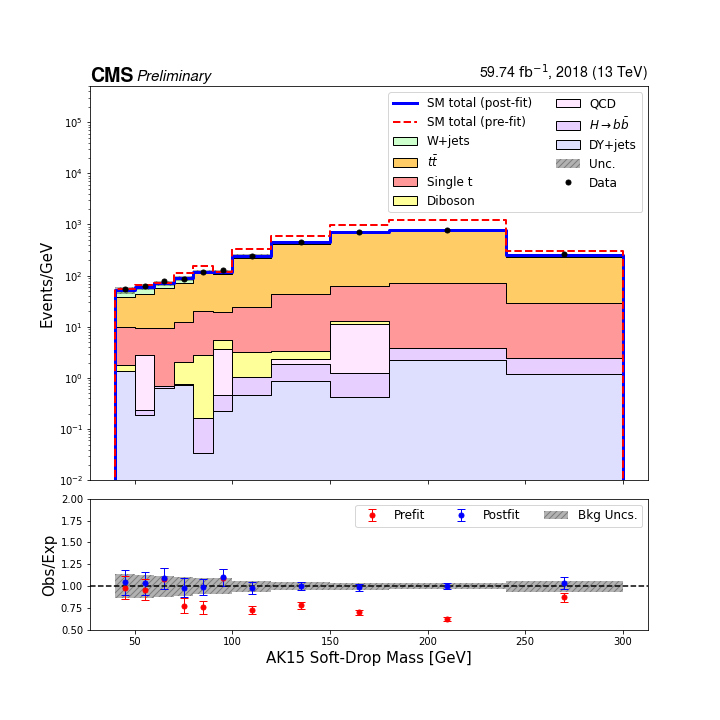 CMS Preliminary 59.74 fb⁻¹, 2018 (13 TeV)
SM total (post-fit)
SM total (pre-fit)
W+jets
tt̄
Single t
Diboson
QCD
H→bb̄
DY+jets
Unc.
Data
Events/GeV
10⁵
10⁴
10³
10²
10¹
10⁰
10⁻¹
10⁻²
Prefit Postfit Bkg Uncs.
Obs/Exp
2.00
1.75
1.50
1.25
1.00
0.75
0.50
50 100 150 200 250 300
AK15 Soft-Drop Mass [GeV]